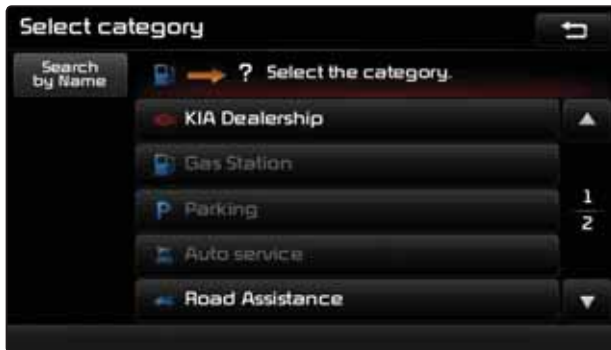 Select category
Search
by Name
? Select the category.
KIA Dealership
Gas Station
P Parking
1
2
Auto service
Road Assistance